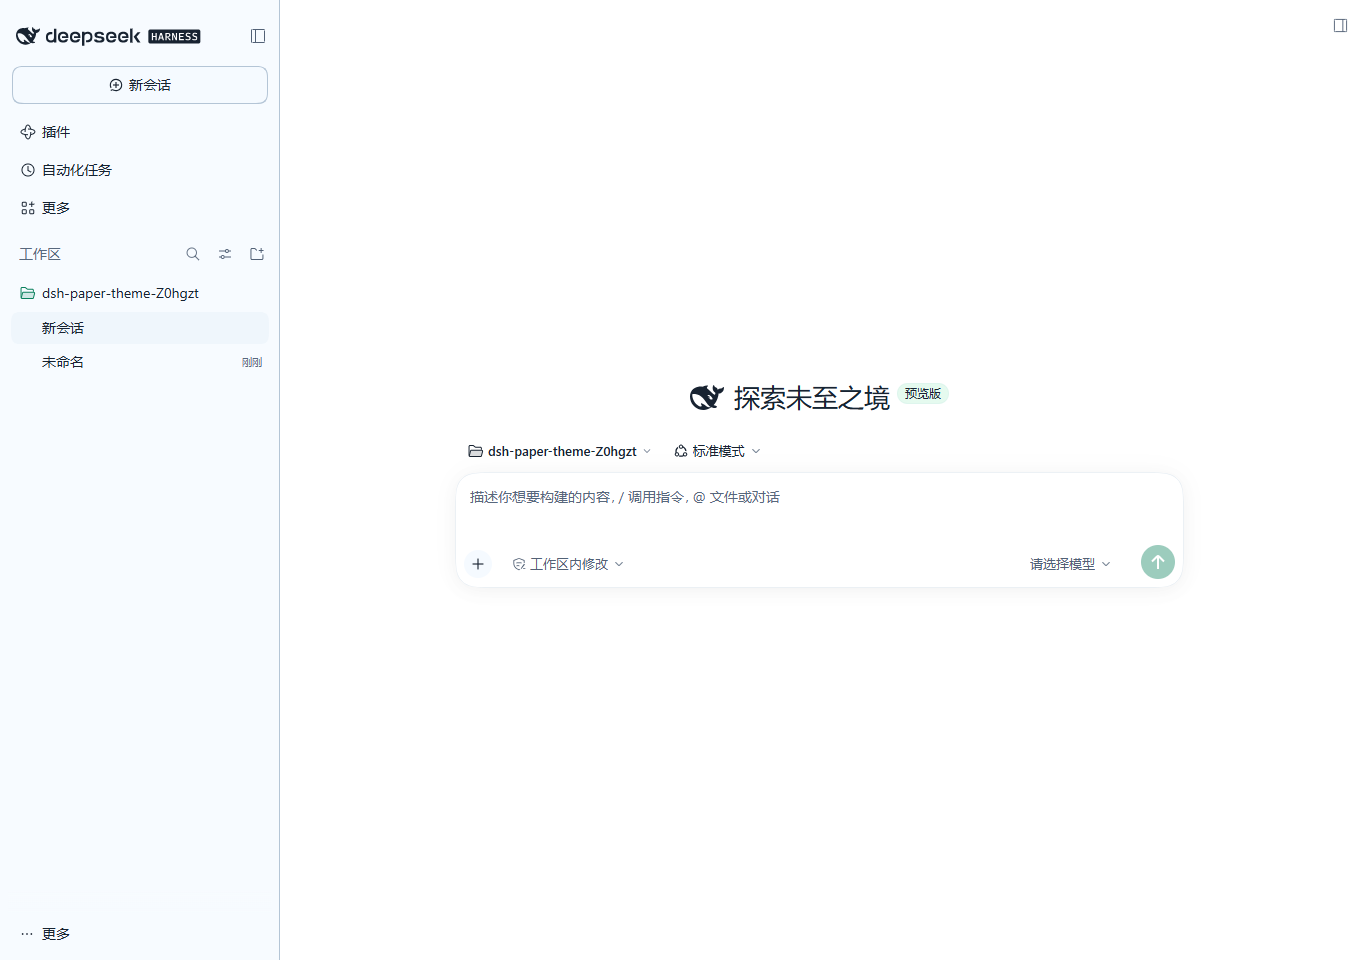 deepseek HARNESS
新会话
插件
自动化任务
更多
工作区
dsh-paper-theme-Z0hgzt
新会话
未命名 刚刚
更多
探索未至之境 预览版
dsh-paper-theme-Z0hgzt 标准模式
描述你想要构建的内容, / 调用指令, @ 文件或对话
工作区内修改 请选择模型